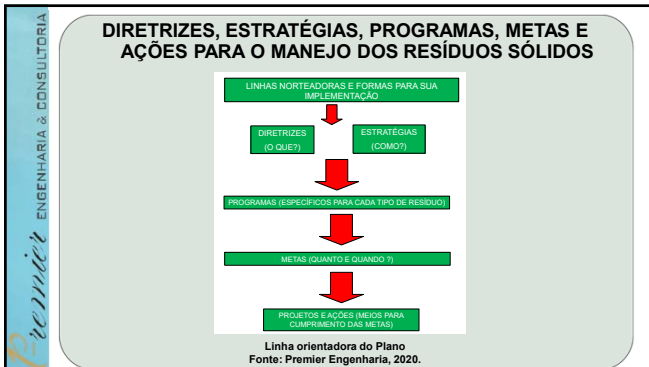 DIRETRIZES, ESTRATÉGIAS, PROGRAMAS, METAS E
AÇÕES PARA O MANEJO DOS RESÍDUOS SÓLIDOS
LINHAS NORTEADORAS E FORMAS PARA SUA
IMPLEMENTAÇÃO
DIRETRIZES
(O QUE?)
ESTRATÉGIAS
(COMO?)
PROGRAMAS (ESPECÍFICOS PARA CADA TIPO DE RESÍDUO)
METAS (QUANTO E QUANDO ?)
PROJETOS E AÇÕES (MEIOS PARA
CUMPRIMENTO DAS METAS)
Linha orientadora do Plano
Fonte: Premier Engenharia, 2020.
Premier ENGENHARIA & CONSULTORIA